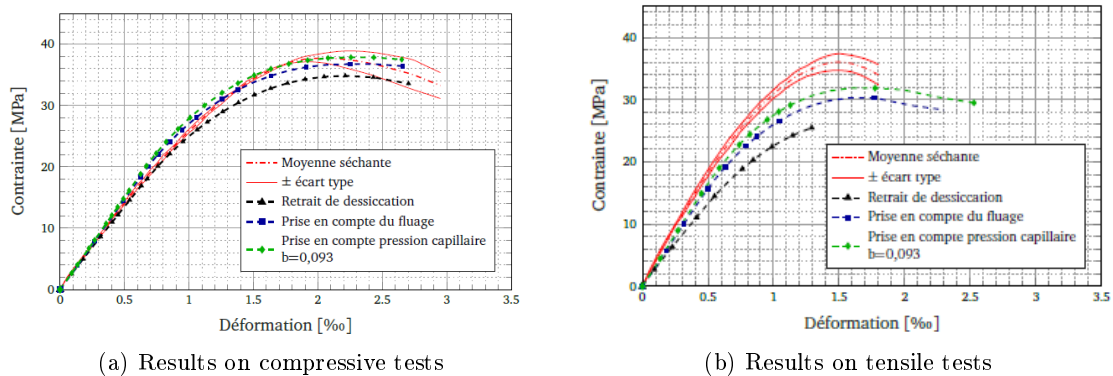 40
30
20
10
0
Contrainte [MPa]
Moyenne séchante
± écart type
Retrait de dessiccation
Prise en compte du fluage
Prise en compte pression capillaire
b=0,093
0
0.5
1
1.5
2
2.5
3
3.5
Déformation [‰]
(a) Results on compressive tests
40
30
20
10
0
Contrainte [MPa]
Moyenne séchante
± écart type
Retrait de dessiccation
Prise en compte du fluage
Prise en compte pression capillaire
b=0,093
0
0.5
1
1.5
2
2.5
3
3.5
Déformation [‰]
(b) Results on tensile tests